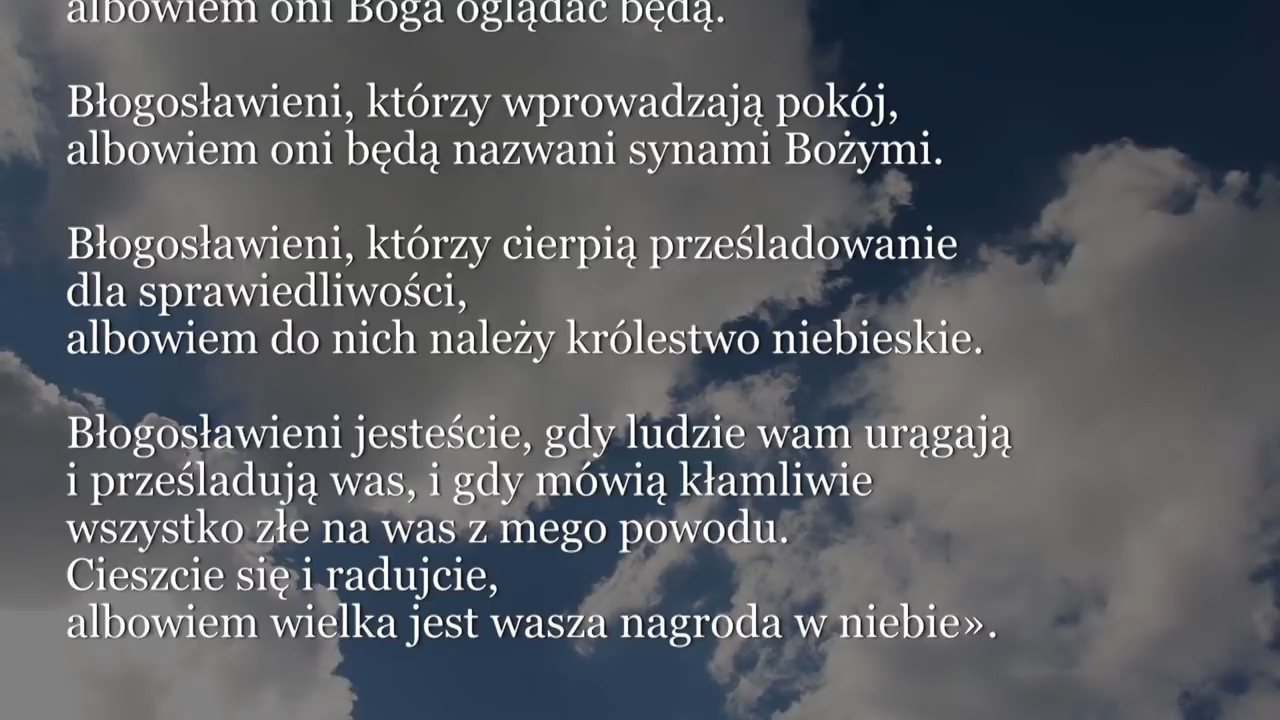 albowiem oni Boga oglądać będą.
Błogosławieni, którzy wprowadzają pokój,
albowiem oni będą nazwani synami Bożymi.
Błogosławieni, którzy cierpią prześladowanie
dla sprawiedliwości,
albowiem do nich należy królestwo niebieskie.
Błogosławieni jesteście, gdy ludzie wam urągają
i prześladują was, i gdy mówią kłamliwie
wszystko złe na was z mego powodu.
Cieszcie się i radujcie,
albowiem wielka jest wasza nagroda w niebie».